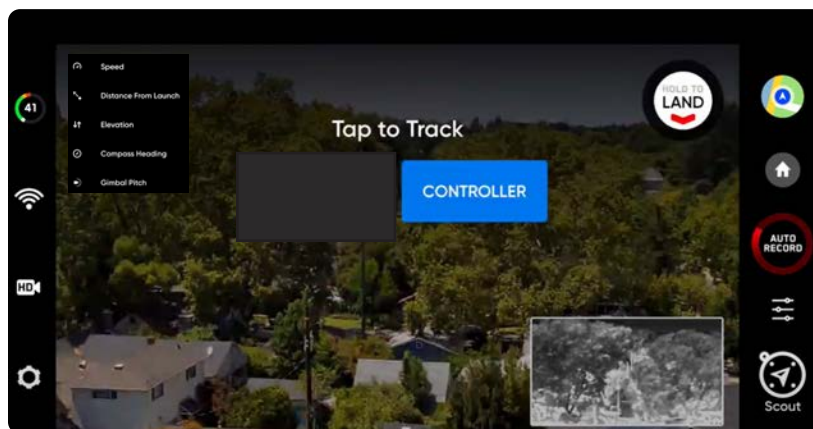 Speed
Distance From Launch
Elevation
Compass Heading
Gimbal Pitch
41
HD
Tap to Track
CONTROLLER
HOLD TO
LAND
AUTO
RECORD
Scout